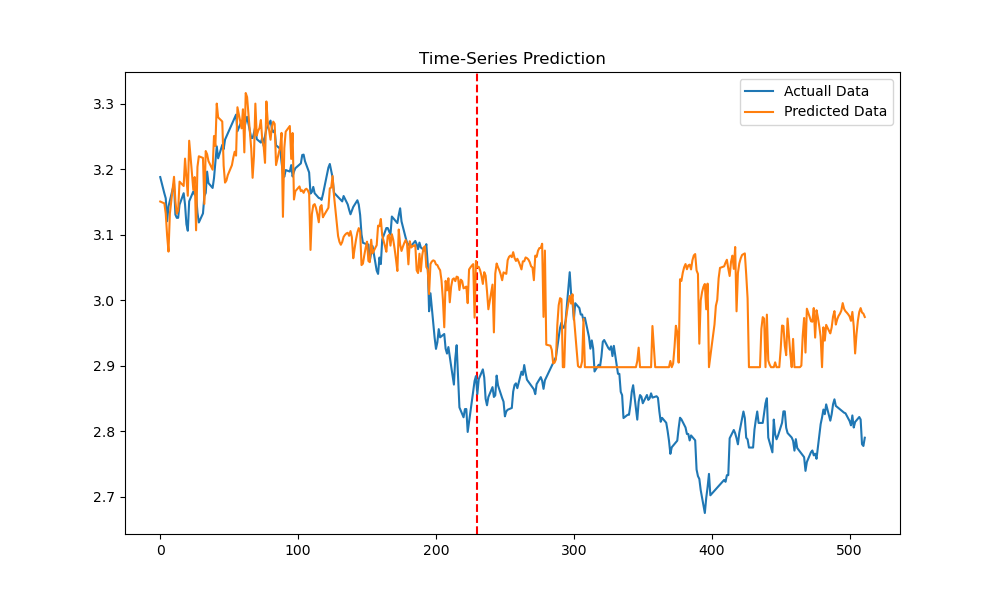 Time-Series Prediction
Actuall Data
Predicted Data
3.3
3.2
3.1
3.0
2.9
2.8
2.7
0 100 200 300 400 500